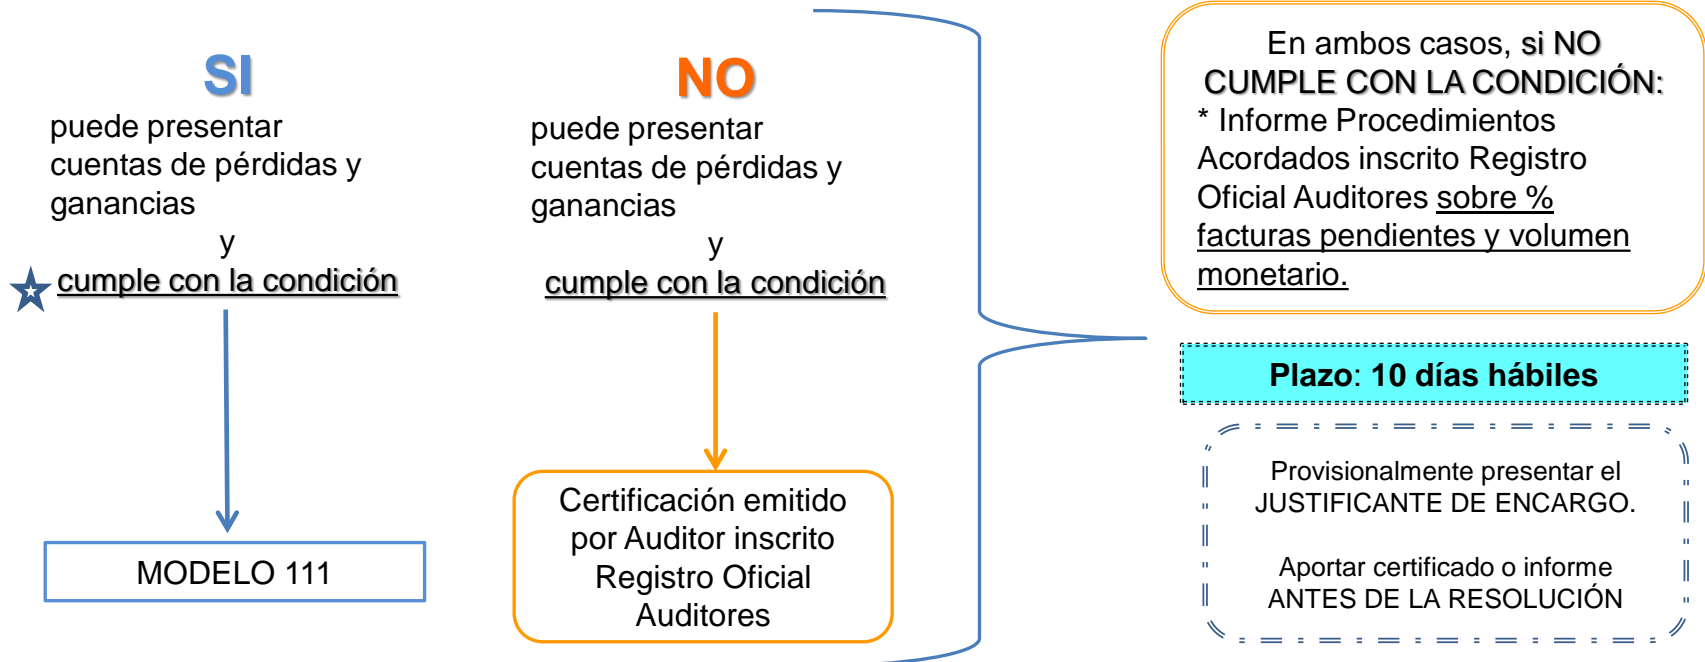 SI
puede presentar
cuentas de pérdidas y
ganancias
y
cumple con la condición
MODELO 111
NO
puede presentar
cuentas de pérdidas y
ganancias
y
cumple con la condición
Certificación emitido
por Auditor inscrito
Registro Oficial
Auditores
En ambos casos, si NO
CUMPLE CON LA CONDICIÓN:
* Informe Procedimientos
Acordados inscrito Registro
Oficial Auditores sobre %
facturas pendientes y volumen
monetario.
Plazo: 10 días hábiles
Provisionalmente presentar el
JUSTIFICANTE DE ENCARGO.
Aportar certificado o informe
ANTES DE LA RESOLUCIÓN